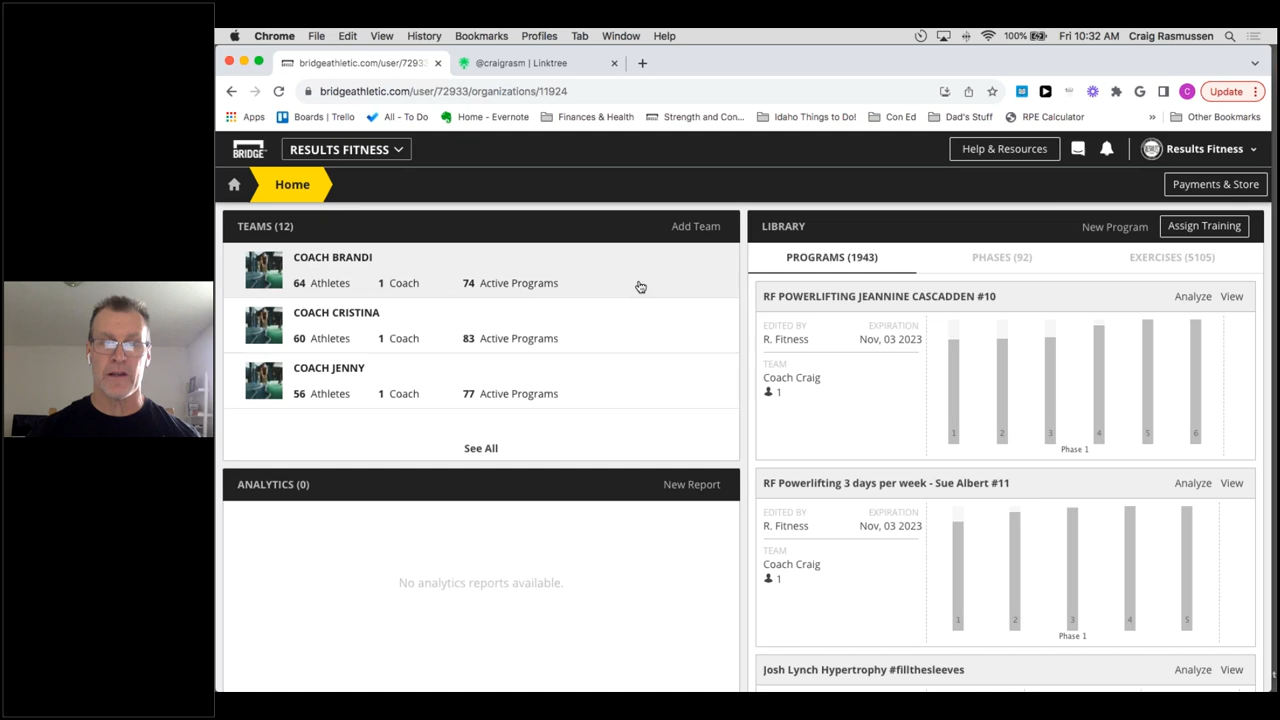 Chrome File Edit View History Bookmarks Profiles Tab Window Help 100% Fri 10:32 AM Craig Rasmussen
bridgeathletic.com/user/7293 @craigrasm | Linktree
bridgeathletic.com/user/72933/organizations/11924 Update
Apps Boards | Trello All - To Do Home - Evernote Finances & Health Strength and Con... Idaho Things to Do! Con Ed Dad's Stuff RPE Calculator » Other Bookmarks
BRIDGE RESULTS FITNESS Help & Resources Results Fitness
Home Payments & Store
TEAMS (12) Add Team
COACH BRANDI
64 Athletes 1 Coach 74 Active Programs
COACH CRISTINA
60 Athletes 1 Coach 83 Active Programs
COACH JENNY
56 Athletes 1 Coach 77 Active Programs
See All
ANALYTICS (0) New Report
No analytics reports available.
LIBRARY New Program Assign Training
PROGRAMS (1943) PHASES (92) EXERCISES (5105)
RF POWERLIFTING JEANNINE CASCADDEN #10 Analyze View
EDITED BY EXPIRATION
R. Fitness Nov, 03 2023
TEAM
Coach Craig
1
1 2 3 4 5 6
Phase 1
RF Powerlifting 3 days per week - Sue Albert #11 Analyze View
EDITED BY EXPIRATION
R. Fitness Nov, 03 2023
TEAM
Coach Craig
1
1 2 3 4 5
Phase 1
Josh Lynch Hypertrophy #fillthesleeves Analyze View